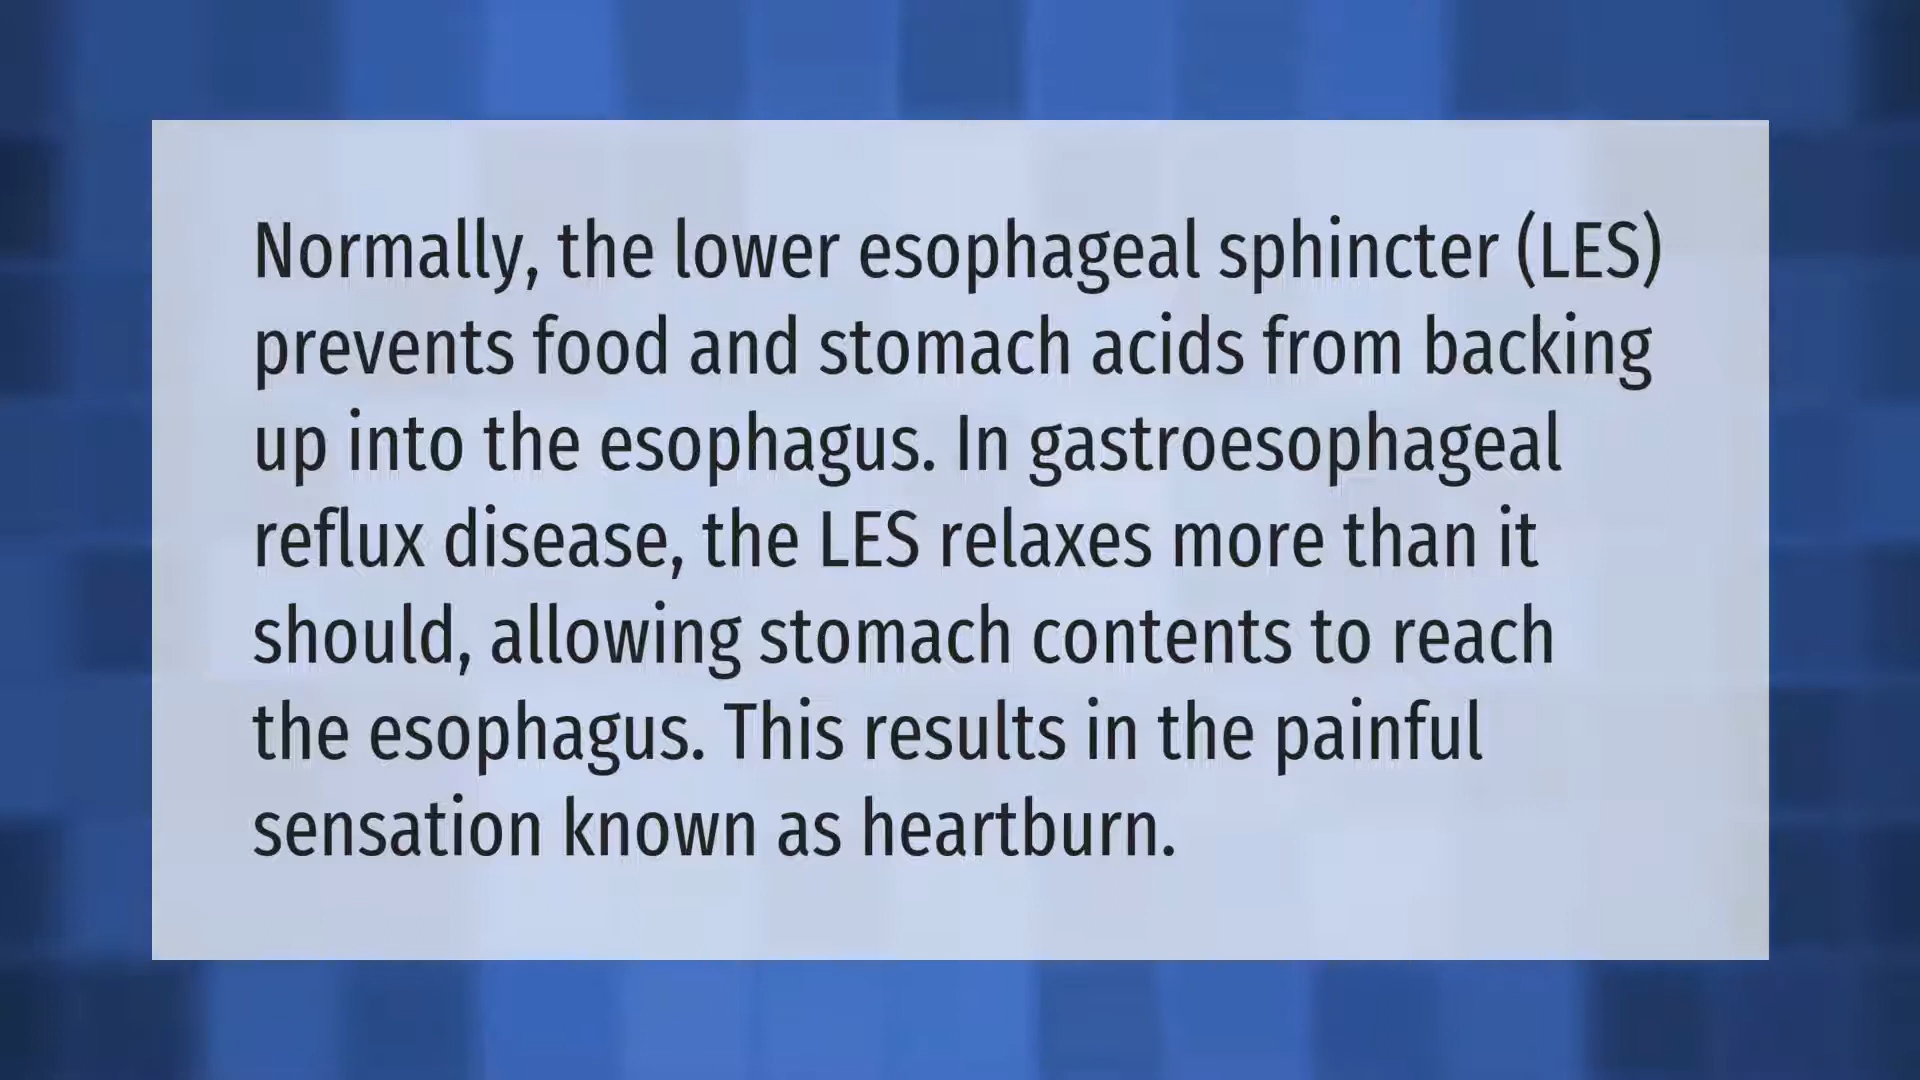 Normally, the lower esophageal sphincter (LES)
prevents food and stomach acids from backing
up into the esophagus. In gastroesophageal
reflux disease, the LES relaxes more than it
should, allowing stomach contents to reach
the esophagus. This results in the painful
sensation known as heartburn.